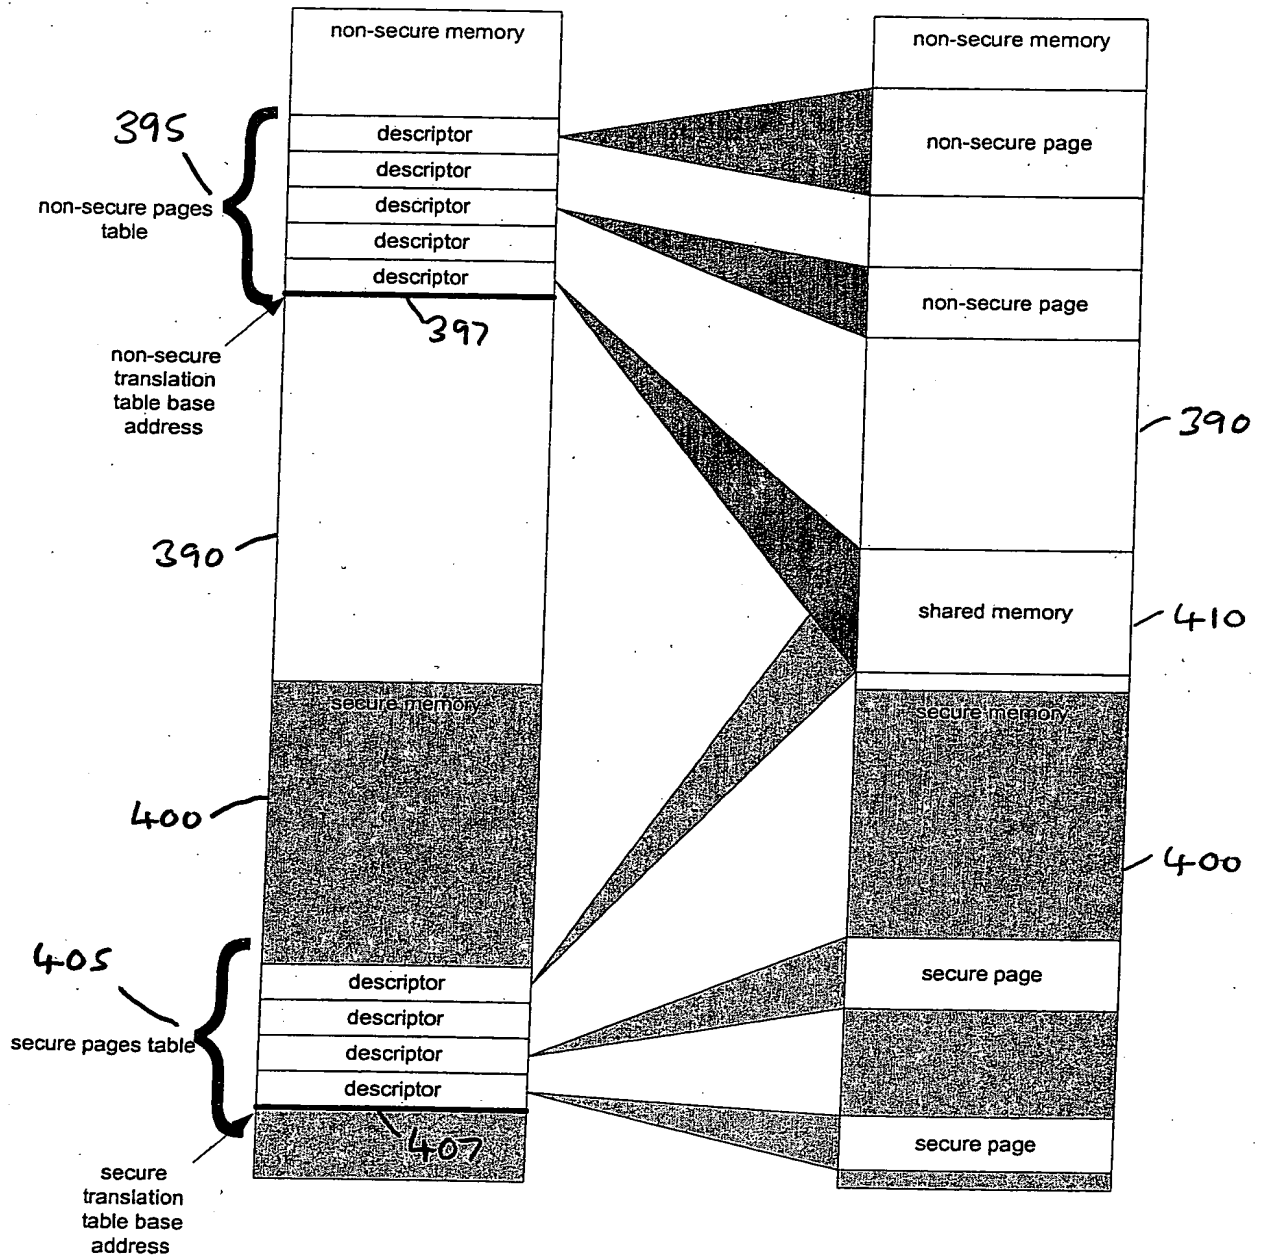 non-secure memory
non-secure memory
395
descriptor
non-secure page
descriptor
non-secure pages
table
descriptor
descriptor
descriptor
non-secure page
397
non-secure
translation
table base
address
390
390
shared memory
410
secure memory
secure memory
400
400
405
descriptor
secure page
descriptor
secure pages table
descriptor
descriptor
407
secure page
secure
translation
table base
address